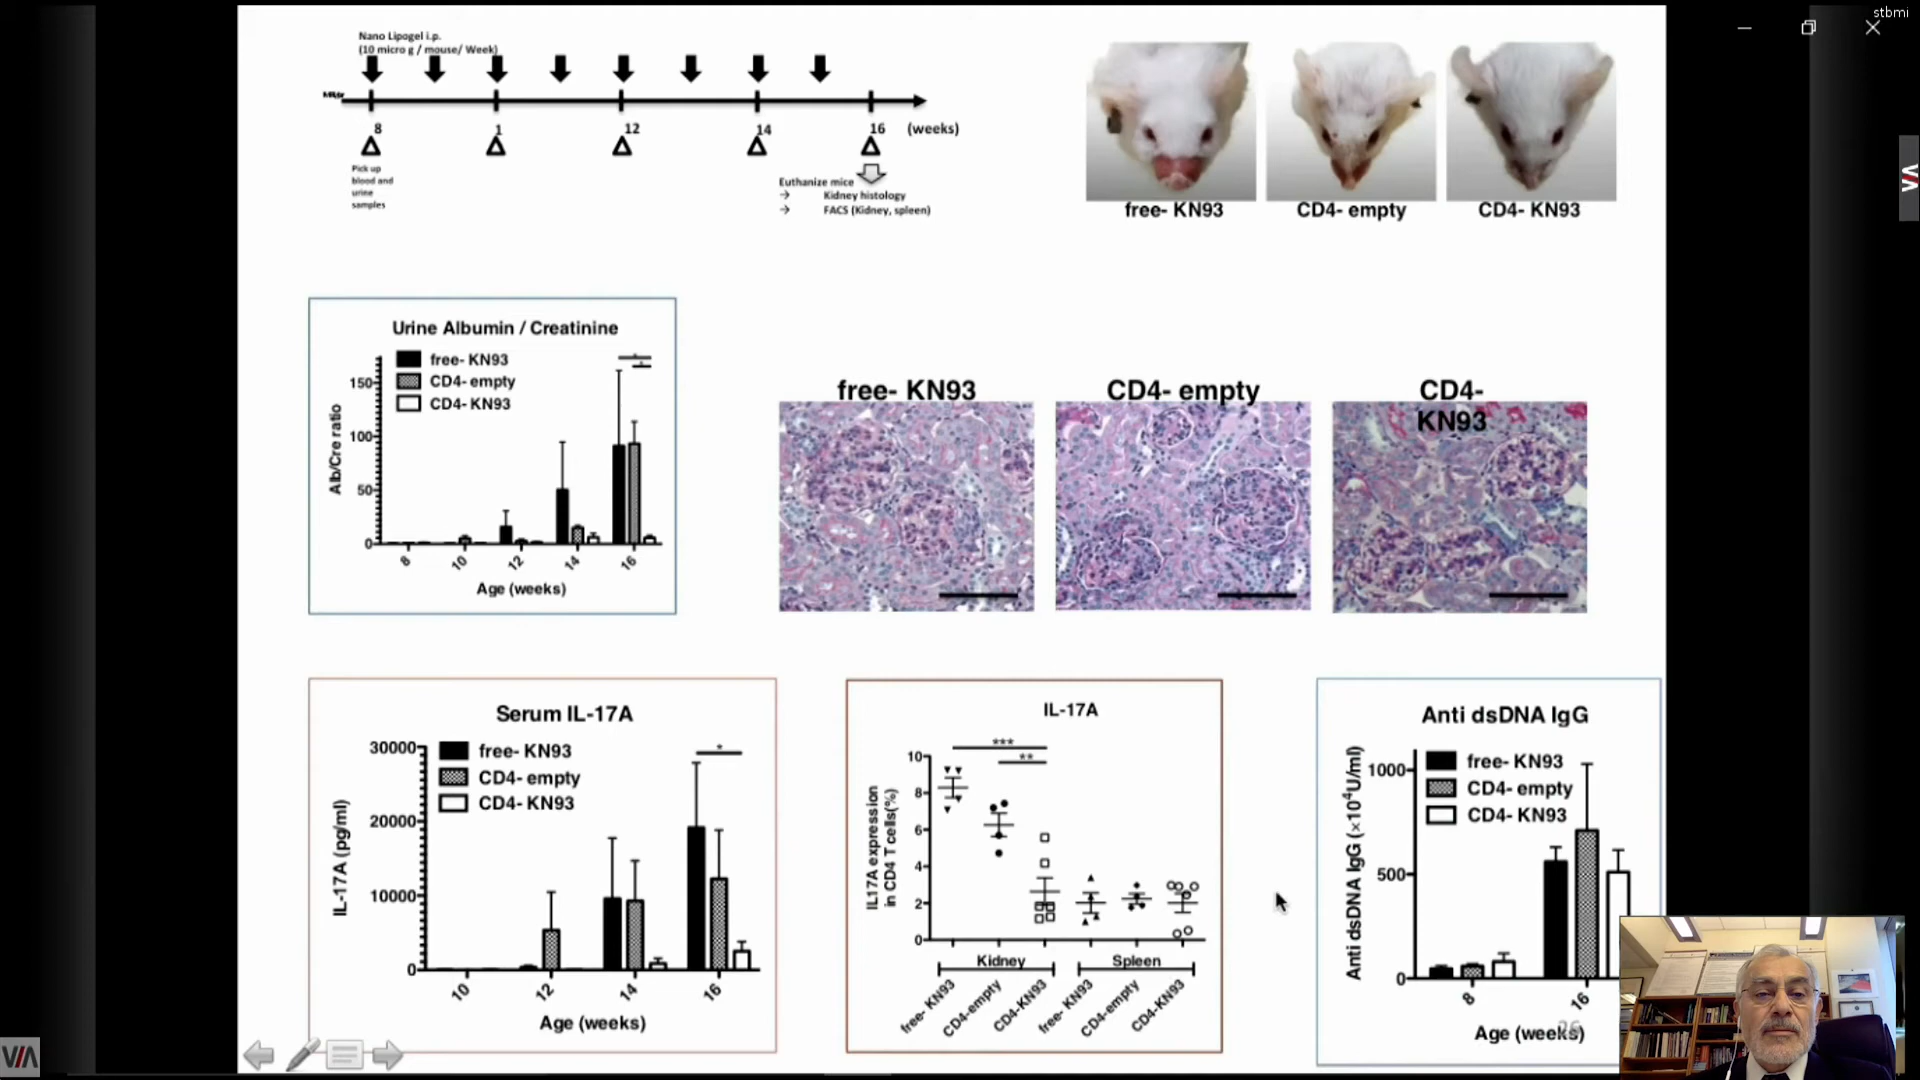 stbmi
Nano Lipogel i.p.
(10 micro g / mouse/ Week)
8
1
12
14
16
(weeks)
Pick up
blood and
urine
samples
Euthanize mice
→ Kidney histology
→ FACS (Kidney, spleen)
free- KN93
CD4- empty
CD4- KN93
Urine Albumin / Creatinine
free- KN93
CD4- empty
CD4- KN93
Alb/Cre ratio
150
100
50
0
8
10
12
14
16
Age (weeks)
free- KN93
CD4- empty
CD4-
KN93
Serum IL-17A
free- KN93
CD4- empty
CD4- KN93
*
IL-17A (pg/ml)
30000
20000
10000
0
10
12
14
16
Age (weeks)
IL-17A
***
**
IL17A expression
in CD4 T cells(%)
10
8
6
4
2
0
Kidney
Spleen
free- KN93
CD4-empty
CD4-KN93
free- KN93
CD4-empty
CD4-KN93
Anti dsDNA IgG
free- KN93
CD4- empty
CD4- KN93
Anti dsDNA IgG (×10⁴U/ml)
1000
500
0
8
16
Age (weeks)
VIA